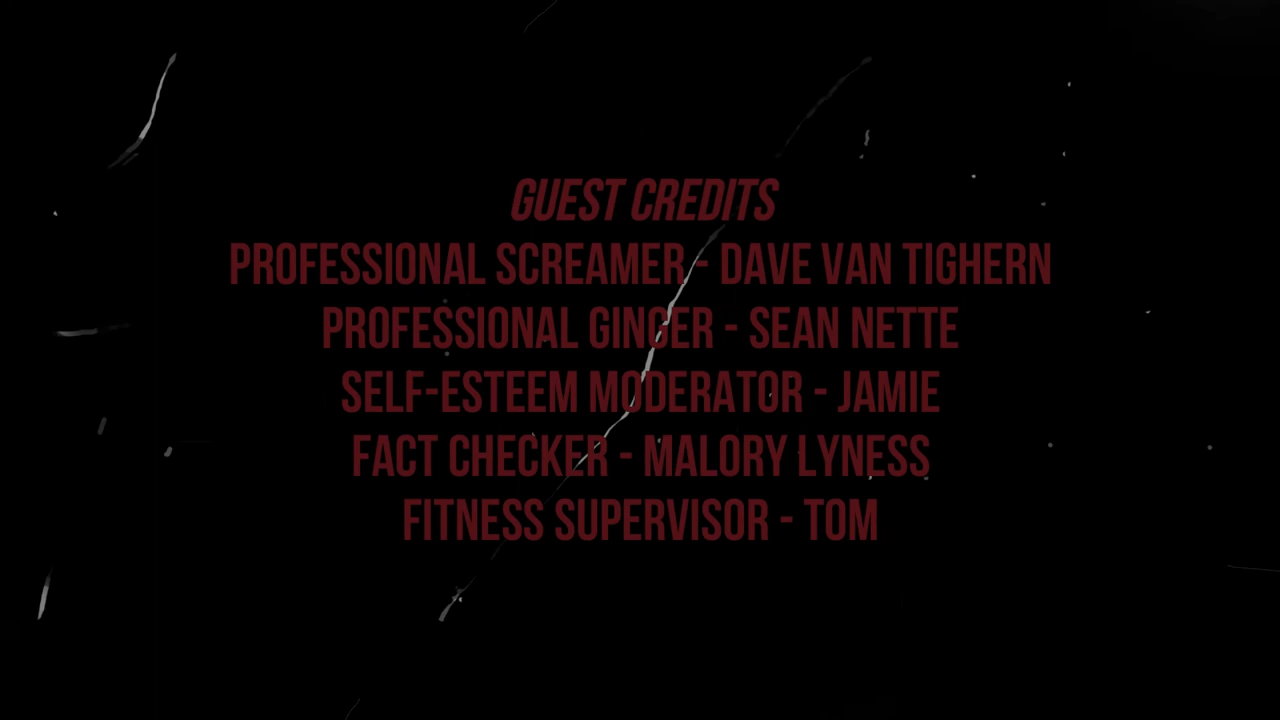 GUEST CREDITS
PROFESSIONAL SCREAMER - DAVE VAN TIGHERN
PROFESSIONAL GINGER - SEAN NETTE
SELF-ESTEEM MODERATOR - JAMIE
FACT CHECKER - MALORY LYNESS
FITNESS SUPERVISOR - TOM